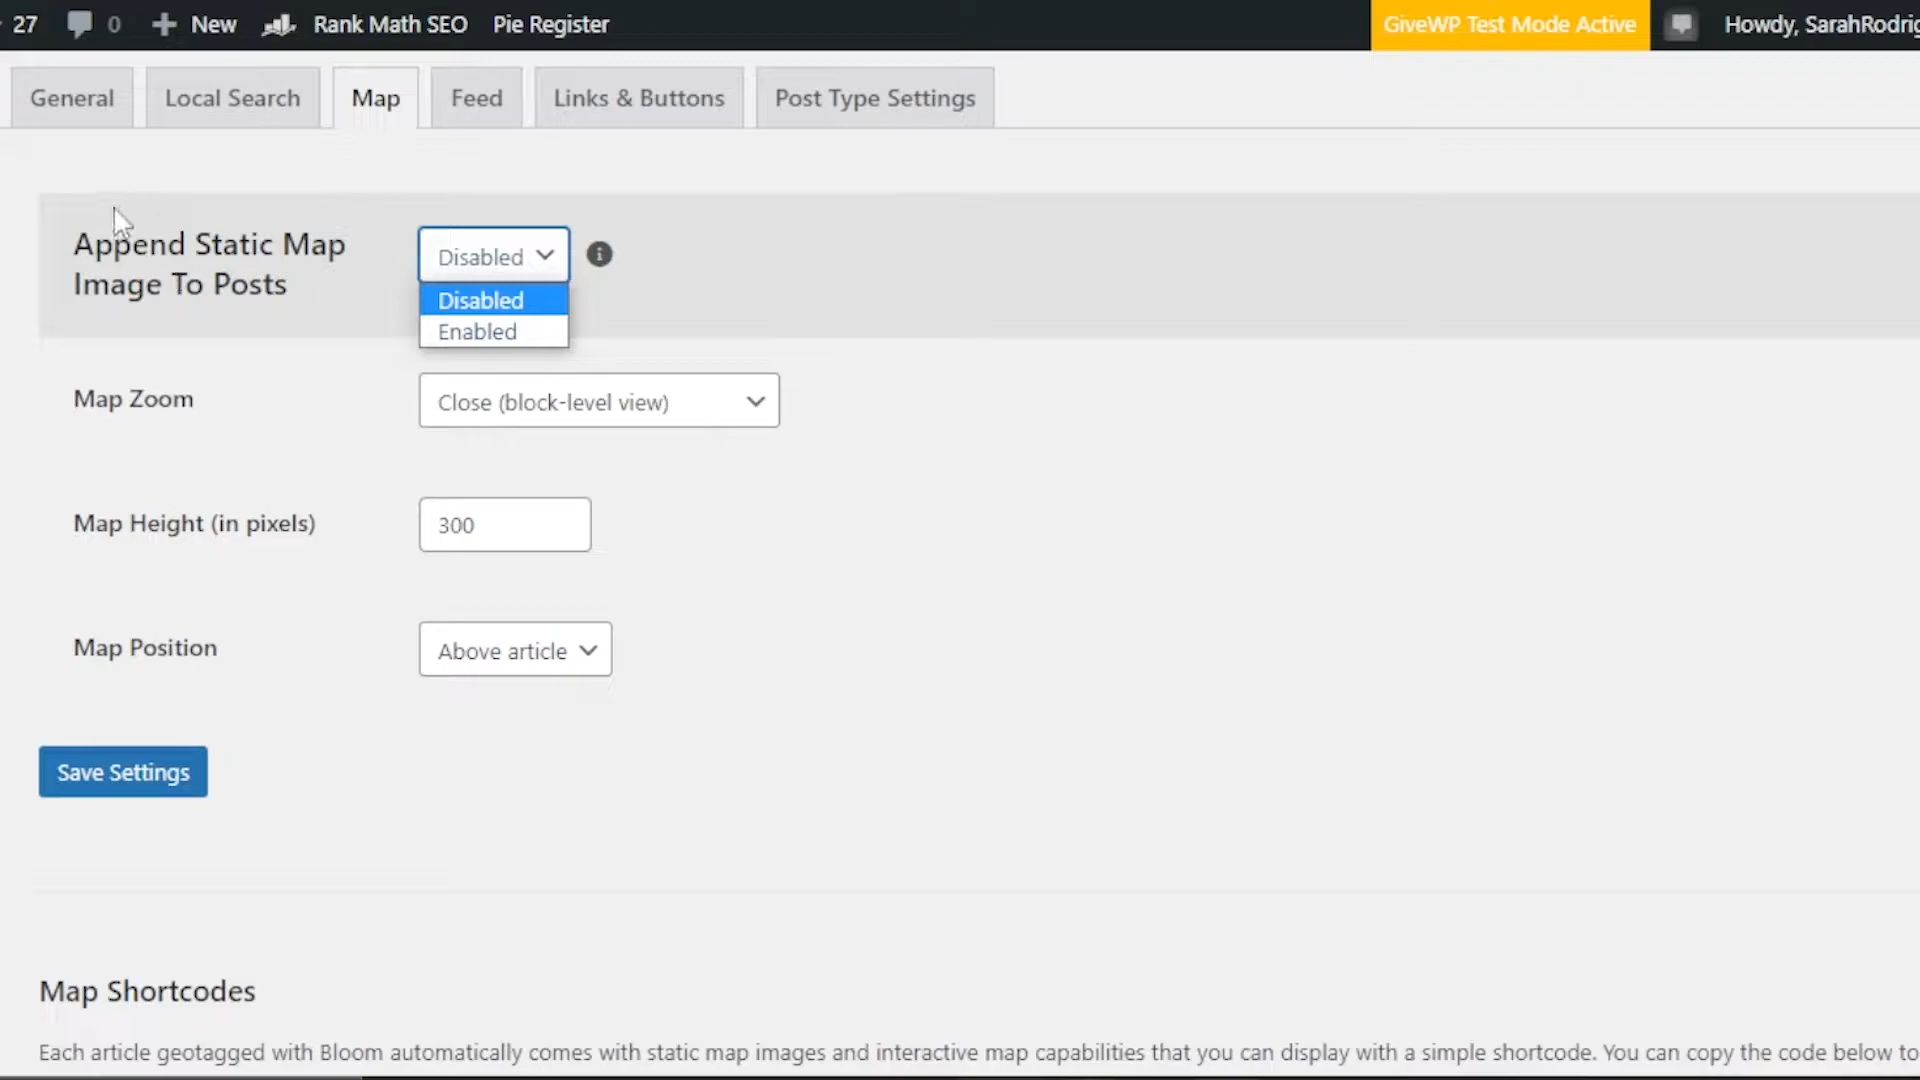 27 0 New Rank Math SEO Pie Register GiveWP Test Mode Active Howdy, SarahRodrig
General Local Search Map Feed Links & Buttons Post Type Settings
Append Static Map
Image To Posts
Disabled
Disabled
Enabled
Map Zoom Close (block-level view)
Map Height (in pixels) 300
Map Position Above article
Save Settings
Map Shortcodes
Each article geotagged with Bloom automatically comes with static map images and interactive map capabilities that you can display with a simple shortcode. You can copy the code below to